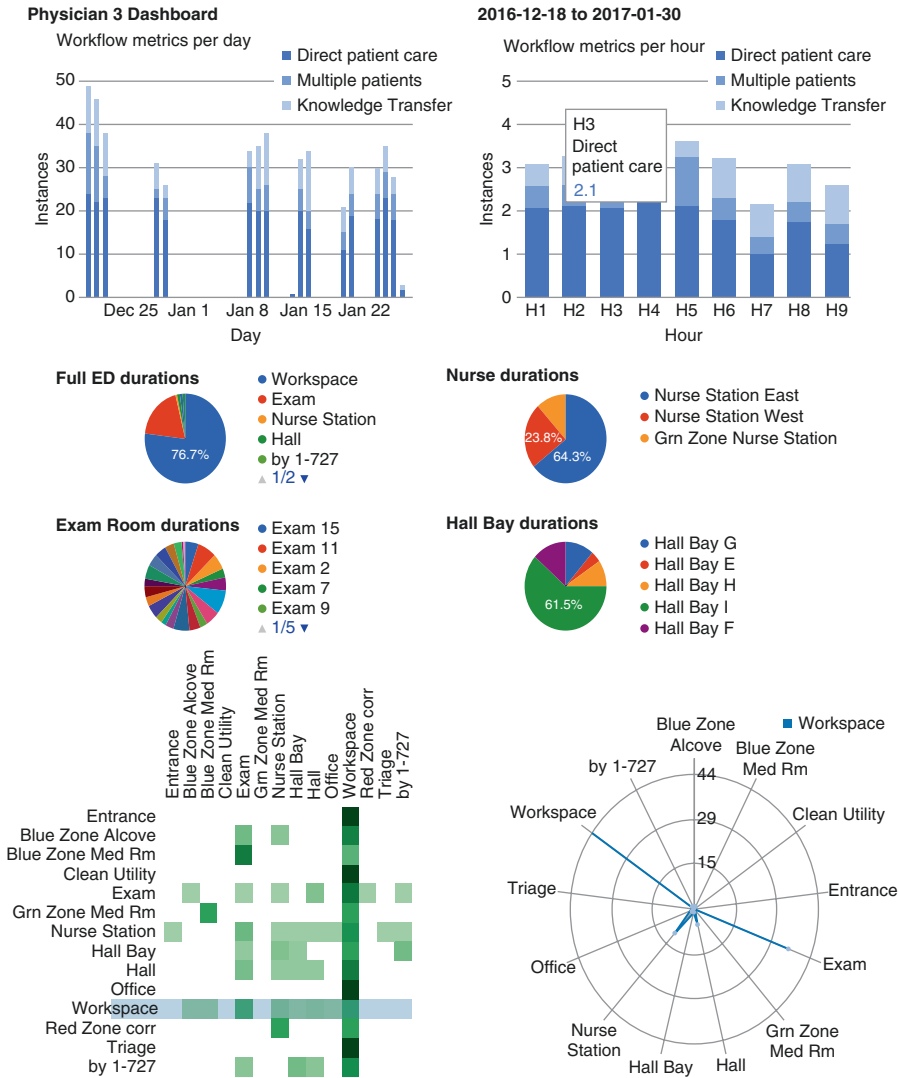 Physician 3 Dashboard
2016-12-18 to 2017-01-30
Workflow metrics per day
Direct patient care
Multiple patients
Knowledge Transfer
Instances
50
40
30
20
10
0
Dec 25 Jan 1 Jan 8 Jan 15 Jan 22
Day
Workflow metrics per hour
Direct patient care
Multiple patients
Knowledge Transfer
Instances
5
4
3
2
1
0
H3
Direct
patient care
2.1
H1 H2 H3 H4 H5 H6 H7 H8 H9
Hour
Full ED durations
76.7%
Workspace
Exam
Nurse Station
Hall
by 1-727
▲ 1/2 ▼
Nurse durations
23.8%
64.3%
Nurse Station East
Nurse Station West
Grn Zone Nurse Station
Exam Room durations
Exam 15
Exam 11
Exam 2
Exam 7
Exam 9
▲ 1/5 ▼
Hall Bay durations
61.5%
Hall Bay G
Hall Bay E
Hall Bay H
Hall Bay I
Hall Bay F
Entrance
Blue Zone Alcove
Blue Zone Med Rm
Clean Utility
Exam
Grn Zone Med Rm
Nurse Station
Hall Bay
Hall
Office
Workspace
Red Zone corr
Triage
by 1-727
Entrance
Blue Zone Alcove
Blue Zone Med Rm
Clean Utility
Exam
Grn Zone Med Rm
Nurse Station
Hall Bay
Hall
Office
Workspace
Red Zone corr
Triage
by 1-727
Workspace
Blue Zone
Alcove
Blue Zone
Med Rm
Clean Utility
Entrance
Exam
Grn Zone
Med Rm
Hall
Hall Bay
Nurse
Station
Office
Triage
Workspace
by 1-727
44
29
15